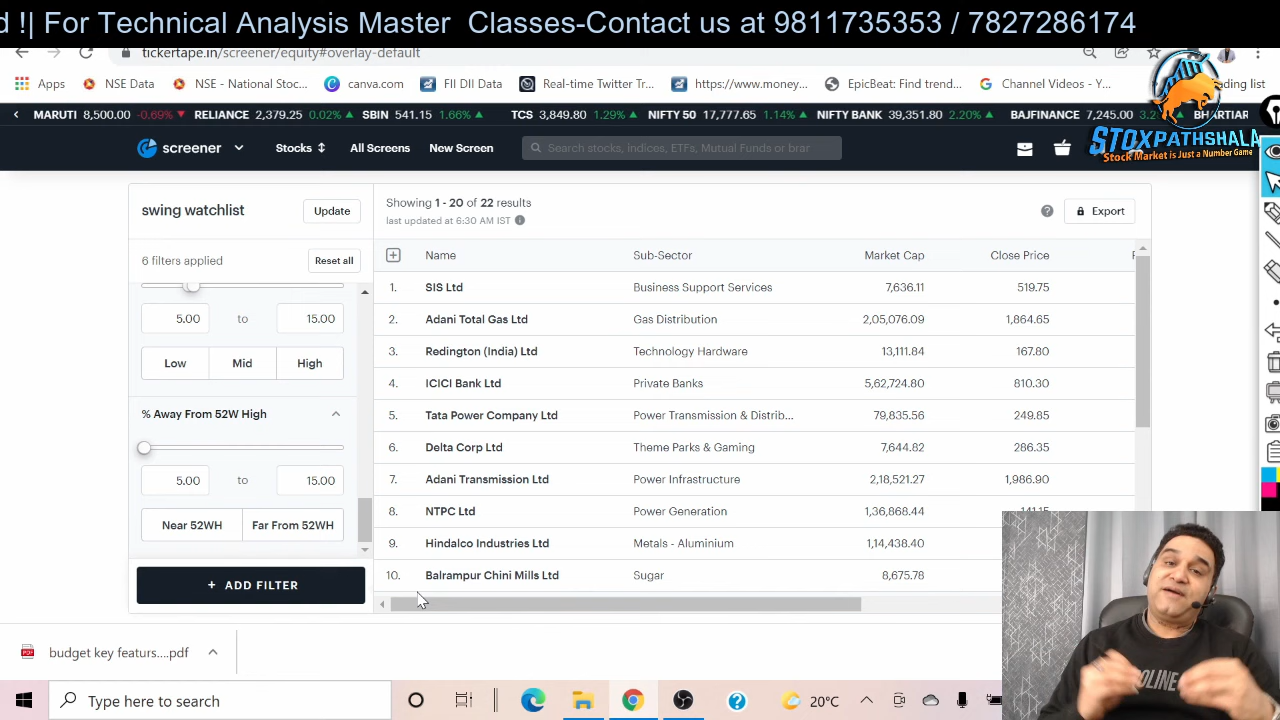 d !| For Technical Analysis Master Classes-Contact us at 9811735353 / 7827286174
tickertape.in/screener/equity#overlay-default
Apps NSE Data NSE - National Stoc... canva.com FII DII Data Real-time Twitter Tr... https://www.money... EpicBeat: Find trend... Channel Videos - Y... ding list
MARUTI 8,500.00 -0.69% RELIANCE 2,379.25 0.02% SBIN 541.15 1.66% TCS 3,849.80 1.29% NIFTY 50 17,777.65 1.14% NIFTY BANK 39,351.80 2.20% BAJFINANCE 7,245.00 3.2 BHARTIAR
screener Stocks All Screens New Screen Search stocks, indices, ETFs, Mutual Funds or brar
STOXPATHSHALA
Stock Market is Just a Number Game
swing watchlist Update Showing 1 - 20 of 22 results
last updated at 6:30 AM IST Export
6 filters applied Reset all Name Sub-Sector Market Cap Close Price
1. SIS Ltd Business Support Services 7,636.11 519.75
5.00 to 15.00 2. Adani Total Gas Ltd Gas Distribution 2,05,076.09 1,864.65
Low Mid High 3. Redington (India) Ltd Technology Hardware 13,111.84 167.80
4. ICICI Bank Ltd Private Banks 5,62,724.80 810.30
% Away From 52W High 5. Tata Power Company Ltd Power Transmission & Distrib... 79,835.56 249.85
6. Delta Corp Ltd Theme Parks & Gaming 7,644.82 286.35
5.00 to 15.00 7. Adani Transmission Ltd Power Infrastructure 2,18,521.27 1,986.90
Near 52WH Far From 52WH 8. NTPC Ltd Power Generation 1,36,868.44 141.15
9. Hindalco Industries Ltd Metals - Aluminium 1,14,438.40
+ ADD FILTER 10. Balrampur Chini Mills Ltd Sugar 8,675.78
budget key featurs....pdf
Type here to search 20°C